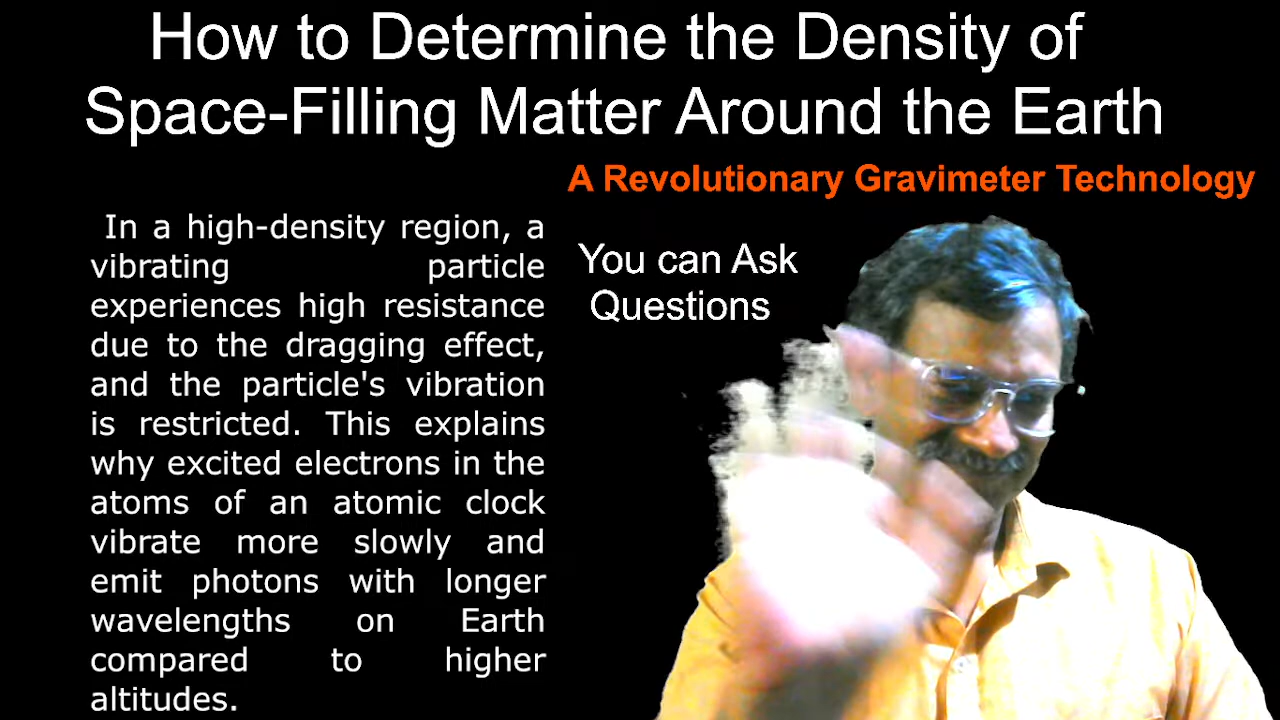 How to Determine the Density of
Space-Filling Matter Around the Earth
A Revolutionary Gravimeter Technology
In a high-density region, a
vibrating particle
experiences high resistance
due to the dragging effect,
and the particle's vibration
is restricted. This explains
why excited electrons in the
atoms of an atomic clock
vibrate more slowly and
emit photons with longer
wavelengths on Earth
compared to higher
altitudes.
You can Ask
Questions